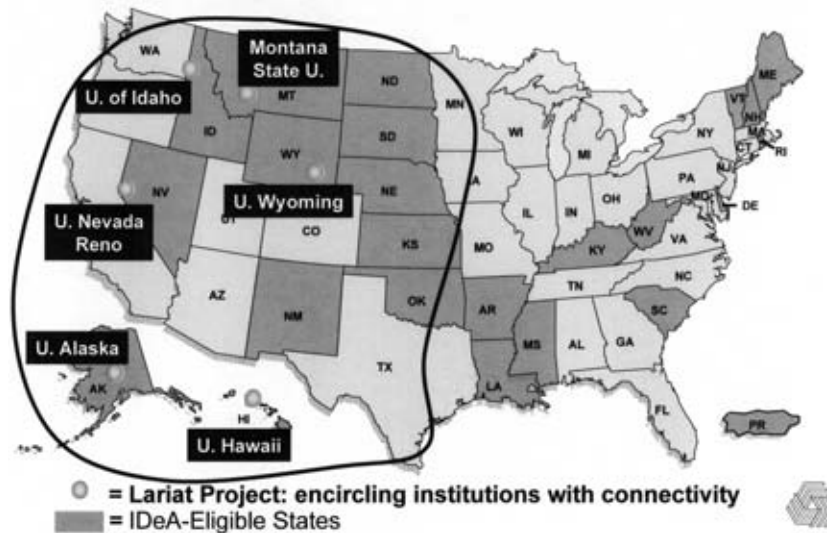 WA
Montana
State U.
ND
MN
ME
VT
NH
U. of Idaho
MT
ID
SD
WI
MI
NY
MA
CT
RI
WY
NE
IA
PA
NJ
NV
U. Wyoming
IL
IN
OH
MD
DE
U. Nevada
Reno
UT
CO
KS
MO
KY
WV
VA
AZ
NM
OK
AR
TN
NC
SC
U. Alaska
TX
MS
AL
GA
AK
LA
HI
FL
U. Hawaii
PR
= Lariat Project: encircling institutions with connectivity
= IDeA-Eligible States